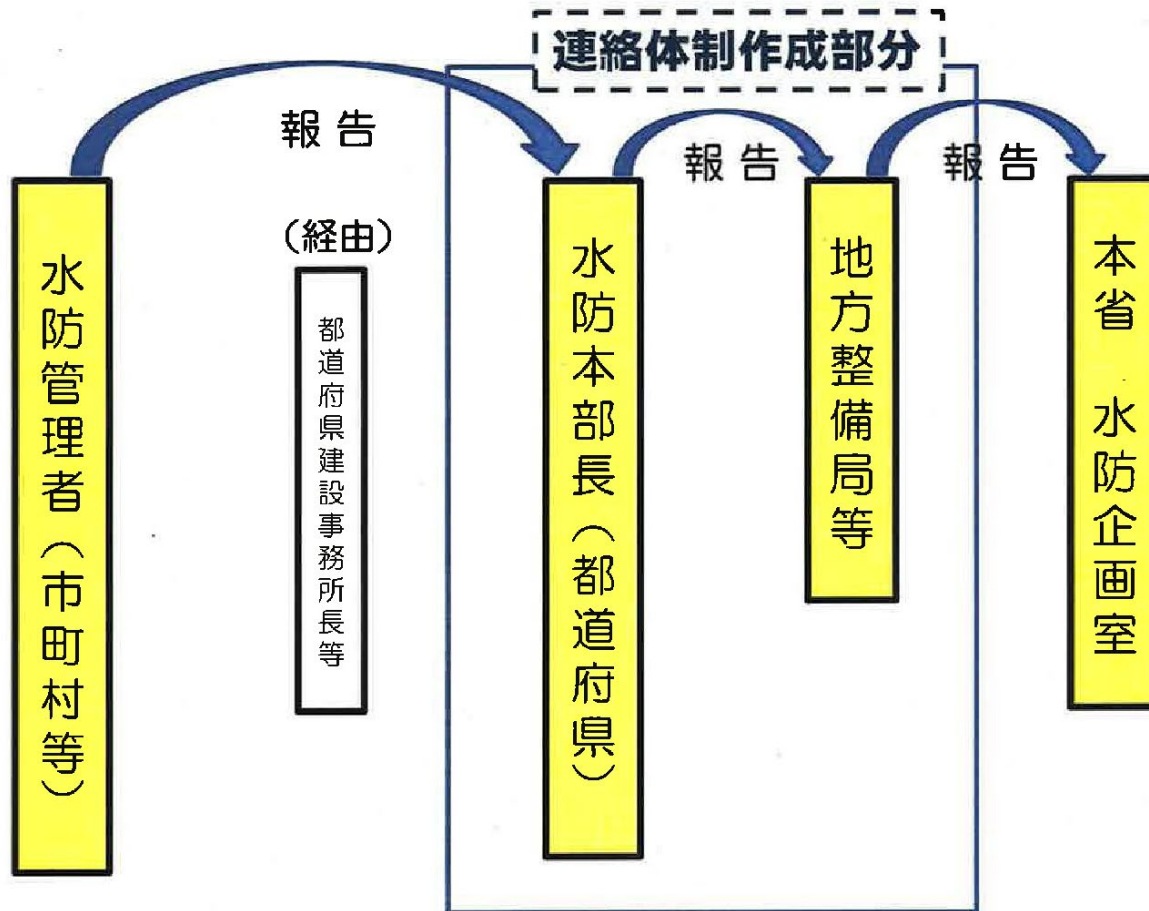 連絡体制作成部分
報告
報告
報告
(経由)
水防管理者(市町村等)
都道府県建設事務所長等
水防本部長(都道府県)
地方整備局等
本省 水防企画室